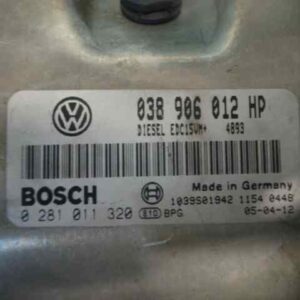 038 906 012 HP
DIESEL EDC15VM+ 4893
BOSCH
Made in Germany
1039S01942 1154 0448
0 281 011 320 E1D BPG 05-04-12